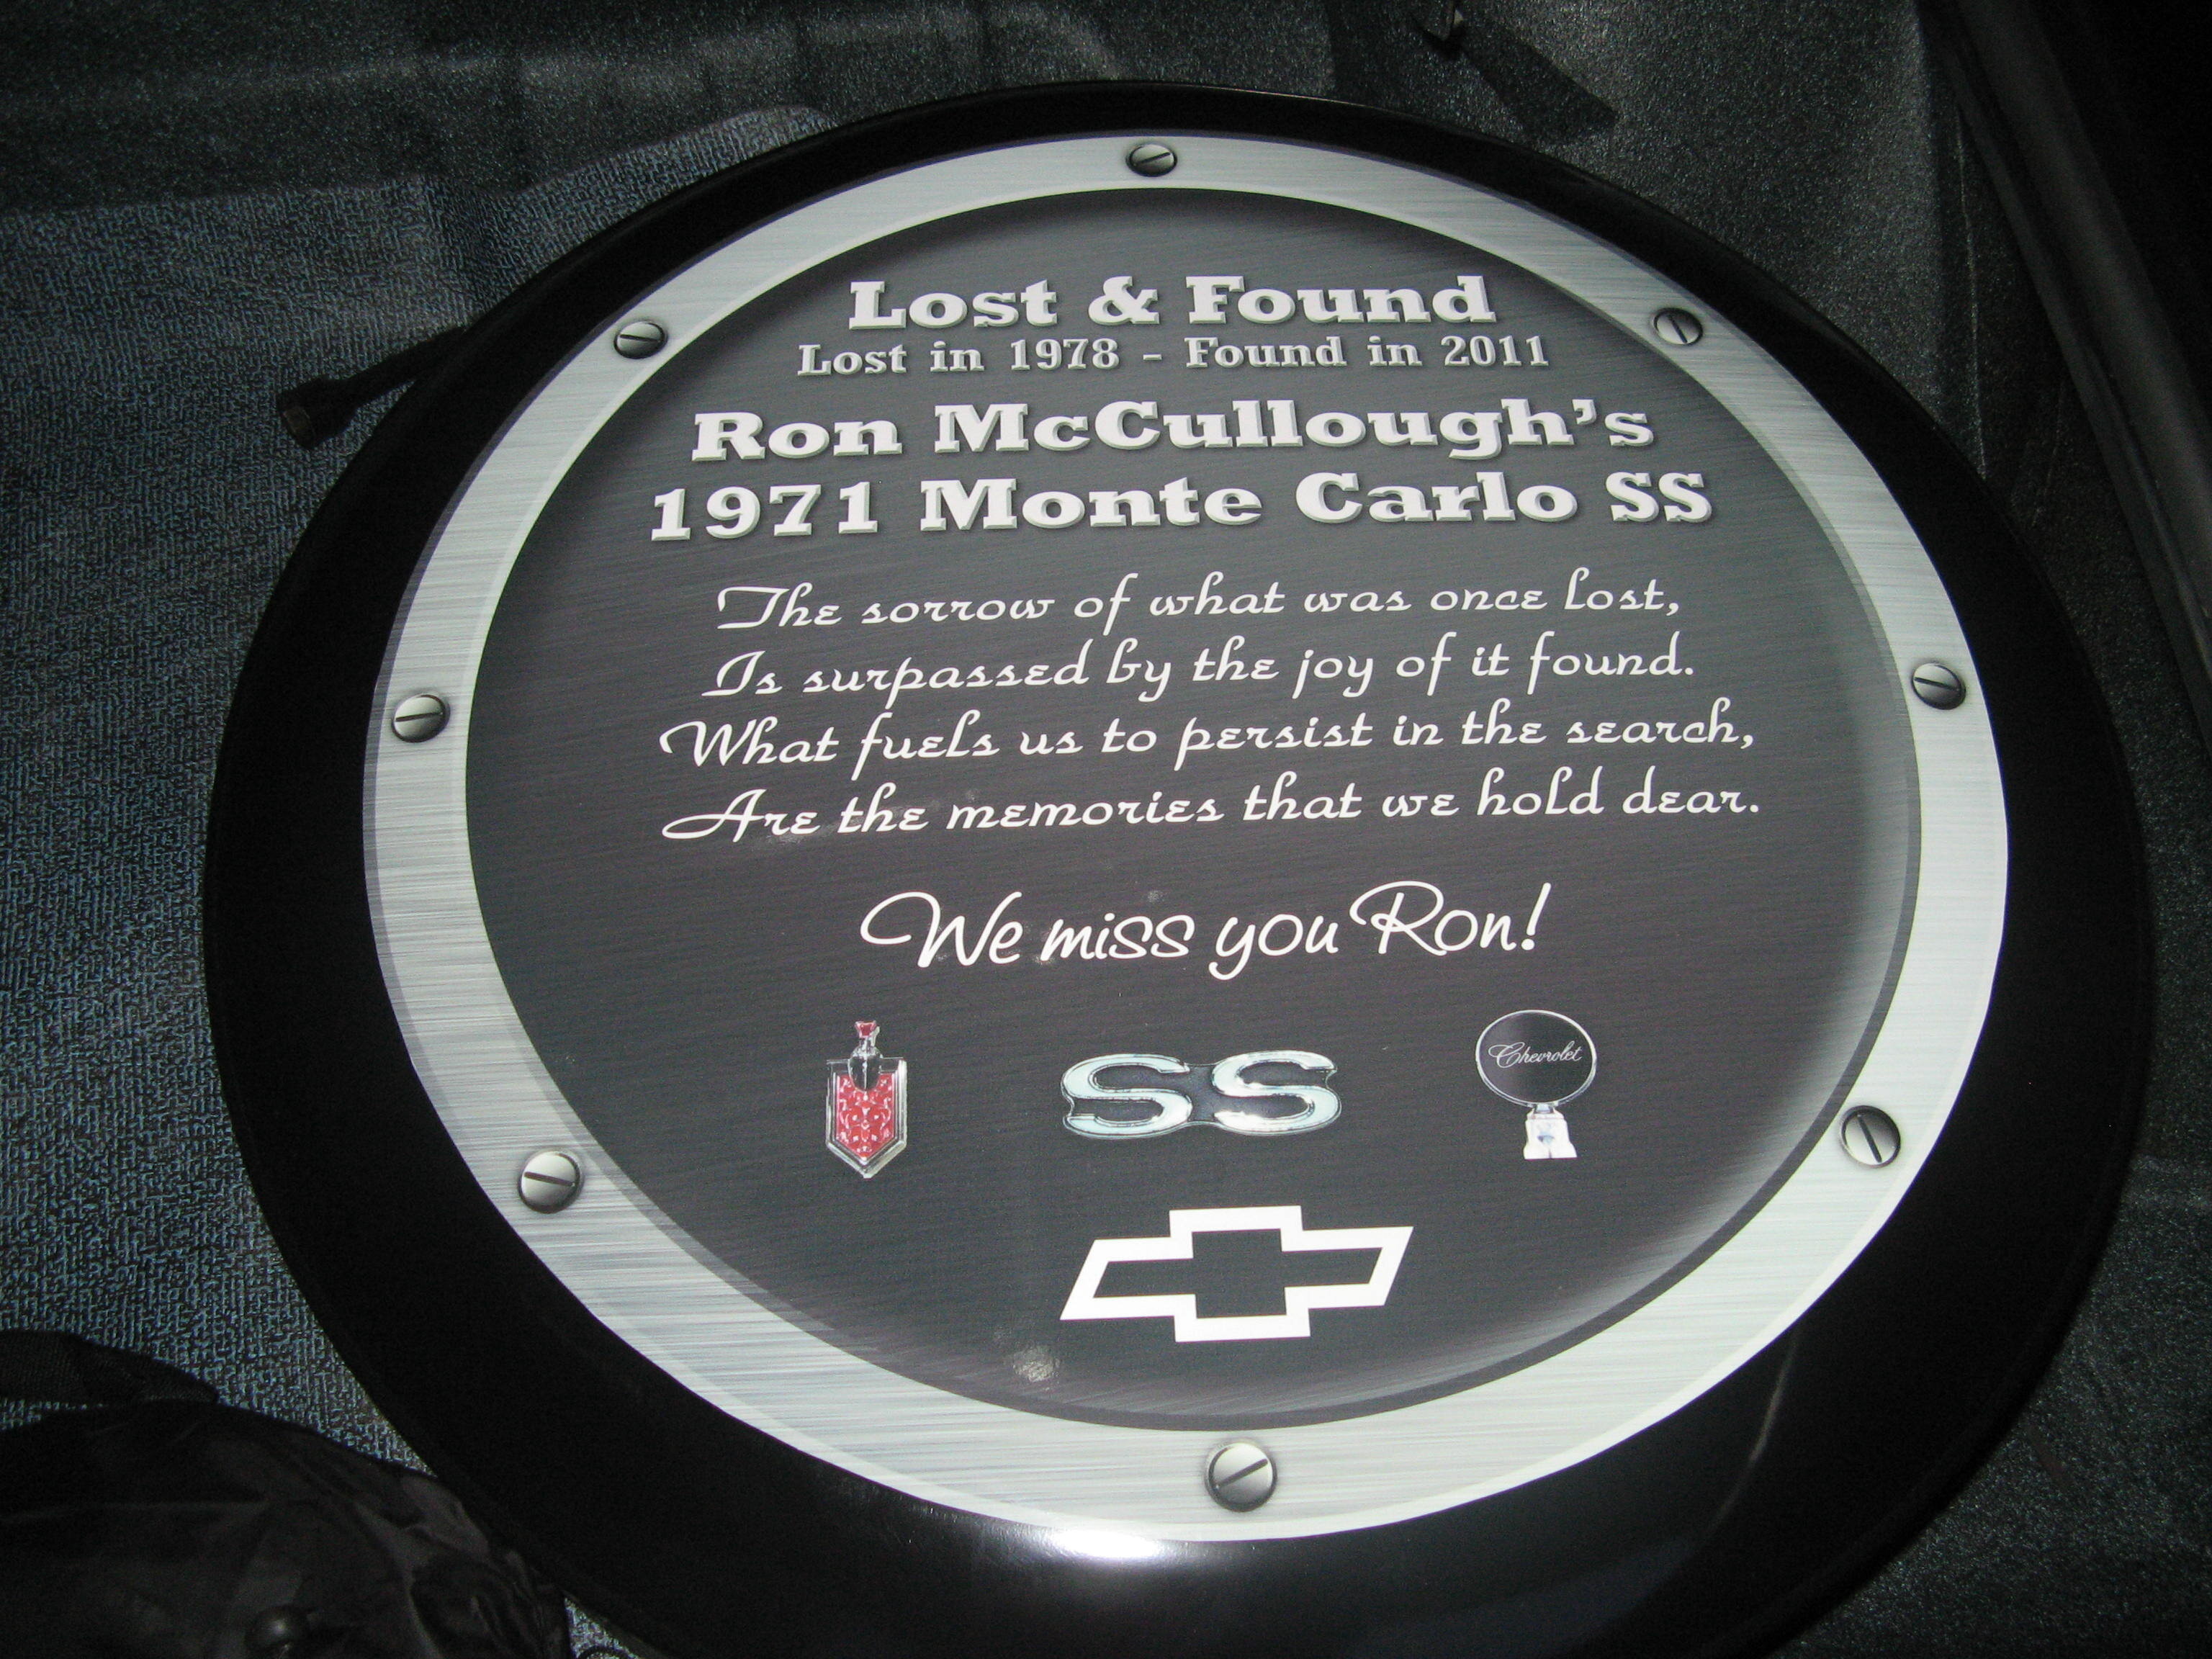 Lost & Found
Lost in 1978 - Found in 2011
Ron McCullough's
1971 Monte Carlo SS
The sorrow of what was once lost,
Is surpassed by the joy of it found.
What fuels us to persist in the search,
Are the memories that we hold dear.
We miss you Ron!
SS
Chevrolet